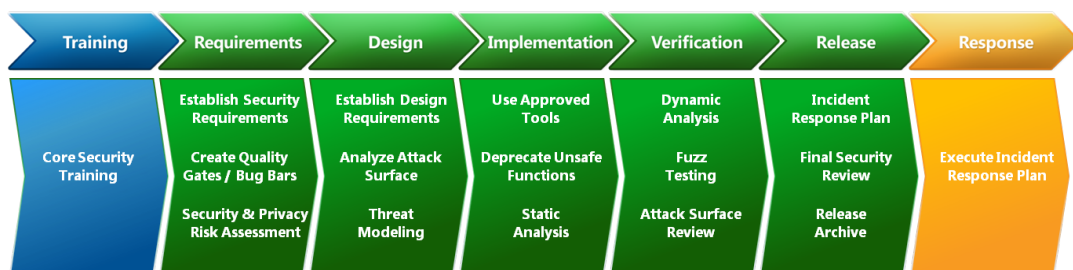 Training
Requirements
Design
Implementation
Verification
Release
Response
Core Security
Training
Establish Security
Requirements
Create Quality
Gates / Bug Bars
Security & Privacy
Risk Assessment
Establish Design
Requirements
Analyze Attack
Surface
Threat
Modeling
Use Approved
Tools
Deprecate Unsafe
Functions
Static
Analysis
Dynamic
Analysis
Fuzz
Testing
Attack Surface
Review
Incident
Response Plan
Final Security
Review
Release
Archive
Execute Incident
Response Plan